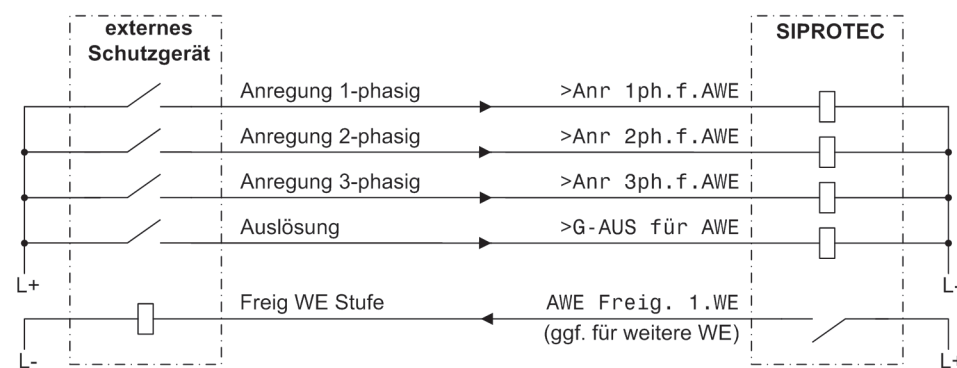 externes
Schutzgerät
SIPROTEC
Anregung 1-phasig >Anr 1ph.f.AWE
Anregung 2-phasig >Anr 2ph.f.AWE
Anregung 3-phasig >Anr 3ph.f.AWE
Auslösung >G-AUS für AWE
L+ L-
Freig WE Stufe AWE Freig. 1.WE
(ggf. für weitere WE)
L- L+